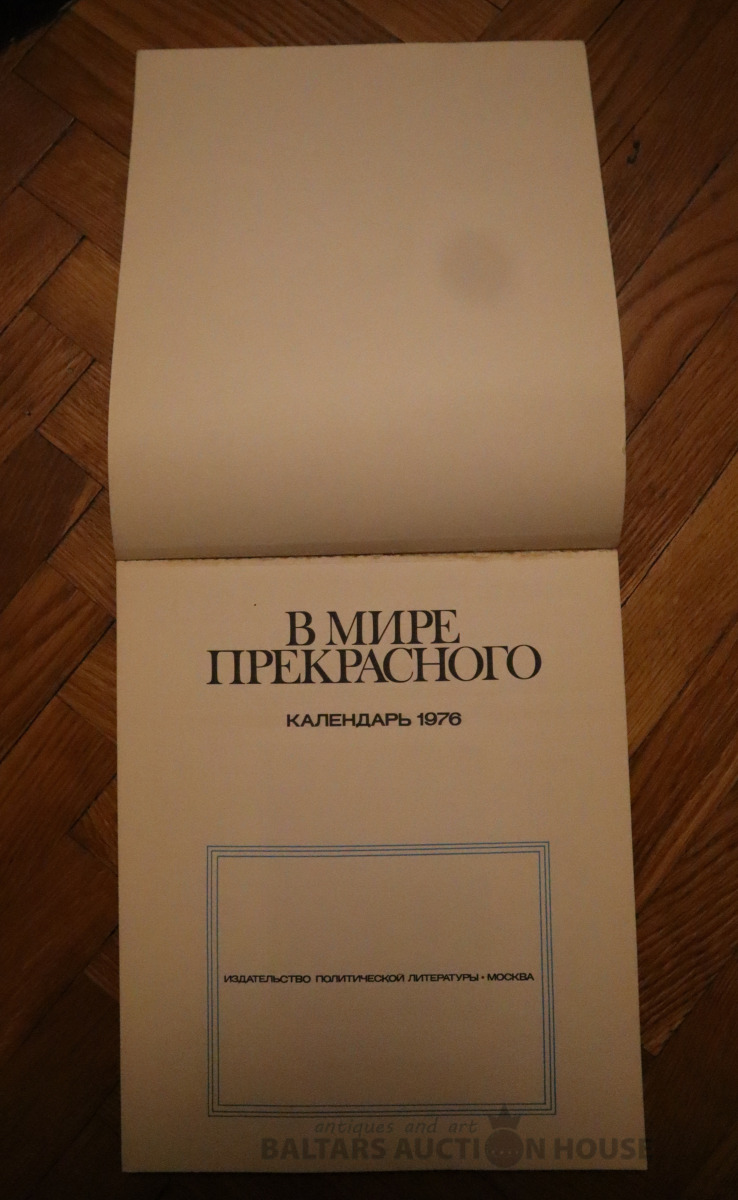 В МИРЕ
ПРЕКРАСНОГО
КАЛЕНДАРЬ 1976
ИЗДАТЕЛЬСТВО ПОЛИТИЧЕСКОЙ ЛИТЕРАТУРЫ • МОСКВА
antiques and art
BALTARS AUCTION HOUSE